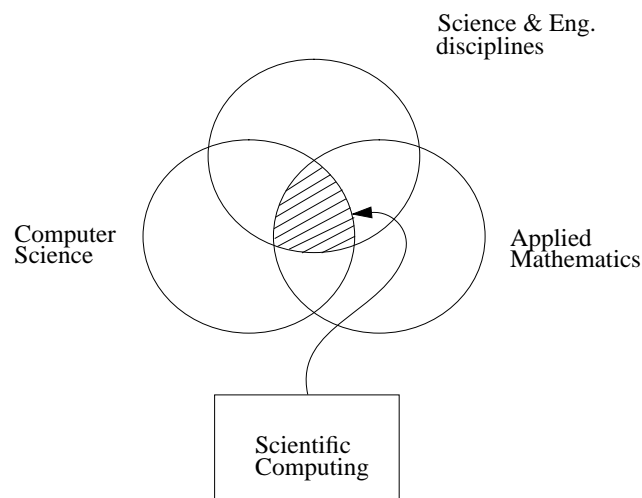 Science & Eng.
disciplines
Computer
Science
Applied
Mathematics
Scientific
Computing